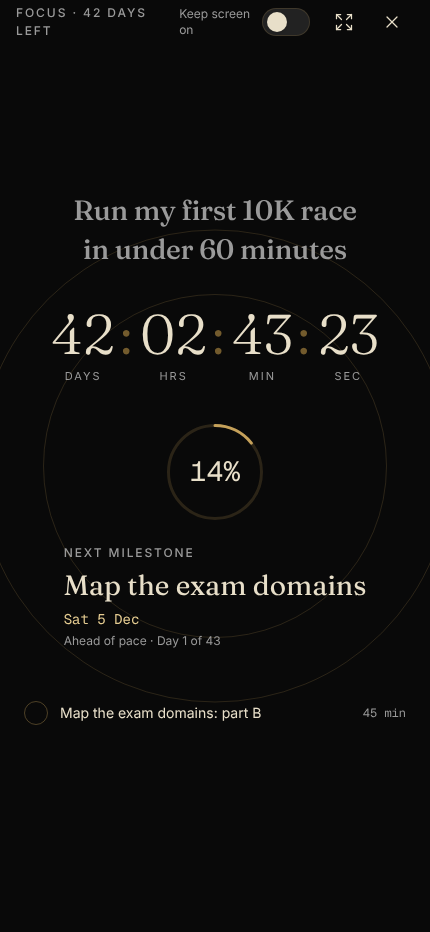 FOCUS · 42 DAYS
LEFT
Keep screen
on
Run my first 10K race
in under 60 minutes
42:02:43:23
DAYS HRS MIN SEC
14%
NEXT MILESTONE
Map the exam domains
Sat 5 Dec
Ahead of pace · Day 1 of 43
Map the exam domains: part B 45 min